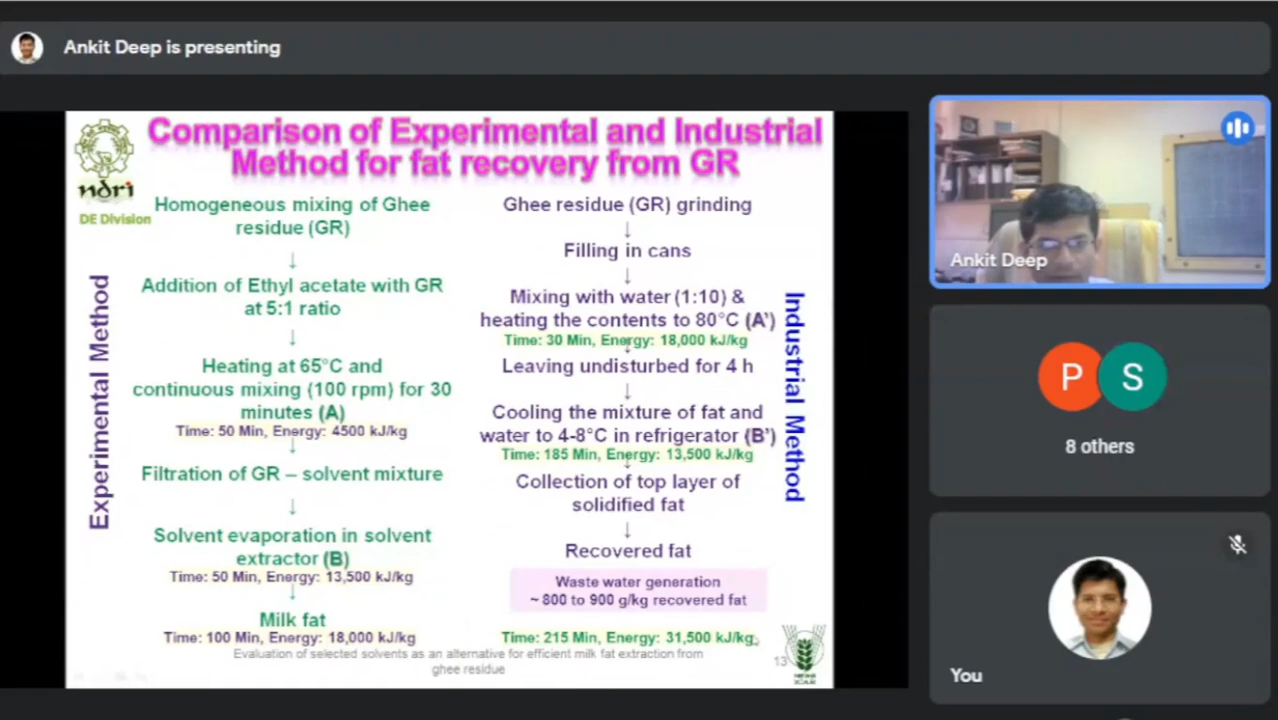 Ankit Deep is presenting
Comparison of Experimental and Industrial
Method for fat recovery from GR
ndri
DE Division
Experimental Method
Homogeneous mixing of Ghee
residue (GR)
↓
Addition of Ethyl acetate with GR
at 5:1 ratio
↓
Heating at 65°C and
continuous mixing (100 rpm) for 30
minutes (A)
Time: 50 Min, Energy: 4500 kJ/kg
↓
Filtration of GR – solvent mixture
↓
Solvent evaporation in solvent
extractor (B)
Time: 50 Min, Energy: 13,500 kJ/kg
↓
Milk fat
Time: 100 Min, Energy: 18,000 kJ/kg
Ghee residue (GR) grinding
↓
Filling in cans
↓
Mixing with water (1:10) &
heating the contents to 80°C (A')
Time: 30 Min, Energy: 18,000 kJ/kg
↓
Leaving undisturbed for 4 h
↓
Cooling the mixture of fat and
water to 4-8°C in refrigerator (B')
Time: 185 Min, Energy: 13,500 kJ/kg
↓
Collection of top layer of
solidified fat
↓
Recovered fat
Waste water generation
~ 800 to 900 g/kg recovered fat
Time: 215 Min, Energy: 31,500 kJ/kg
Industrial Method
Evaluation of selected solvents as an alternative for efficient milk fat extraction from
ghee residue
13
Ankit Deep
P S
8 others
You